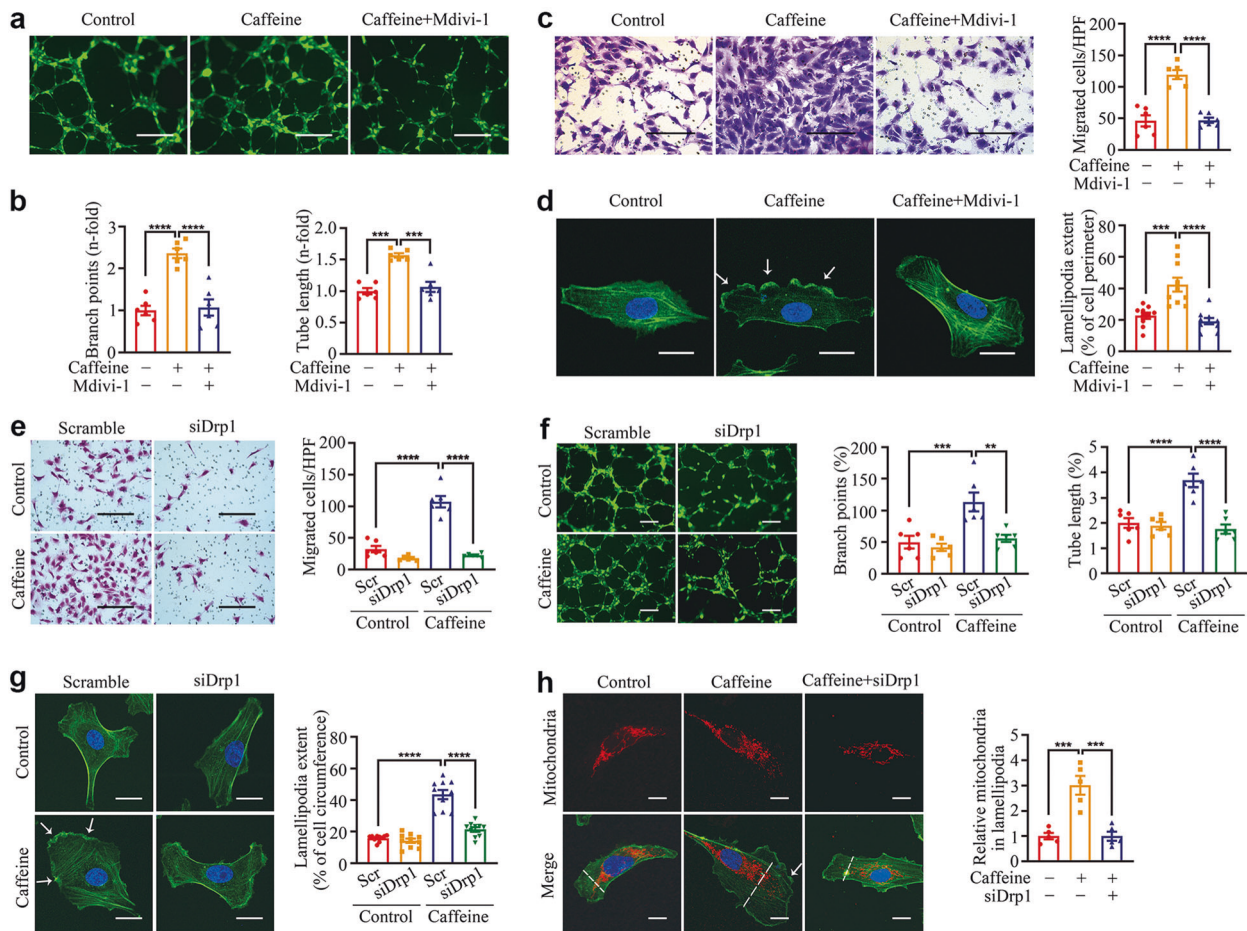 a
Control
Caffeine
Caffeine+Mdivi-1
b
Branch points (n-fold)
3
2
1
0
****
****
Caffeine − + +
Mdivi-1 − − +
Tube length (n-fold)
2.0
1.5
1.0
0.5
0.0
***
***
Caffeine − + +
Mdivi-1 − − +
c
Control
Caffeine
Caffeine+Mdivi-1
Migrated cells/HPF
200
150
100
50
0
****
****
Caffeine − + +
Mdivi-1 − − +
d
Control
Caffeine
Caffeine+Mdivi-1
Lamellipodia extent
(% of cell perimeter)
80
60
40
20
0
***
****
Caffeine − + +
Mdivi-1 − − +
e
Scramble
siDrp1
Control
Caffeine
Migrated cells/HPF
200
150
100
50
0
****
****
Scr
siDrp1
Scr
siDrp1
Control
Caffeine
f
Scramble
siDrp1
Control
Caffeine
Branch points (%)
200
150
100
50
0
***
**
Scr
siDrp1
Scr
siDrp1
Control
Caffeine
Tube length (%)
5
4
3
2
1
0
****
****
Scr
siDrp1
Scr
siDrp1
Control
Caffeine
g
Scramble
siDrp1
Control
Caffeine
Lamellipodia extent
(% of cell circumference)
80
60
40
20
0
****
****
Scr
siDrp1
Scr
siDrp1
Control
Caffeine
h
Control
Caffeine
Caffeine+siDrp1
Mitochondria
Merge
Relative mitochondria
in lamellipodia
5
4
3
2
1
0
***
***
Caffeine − + +
siDrp1 − − +